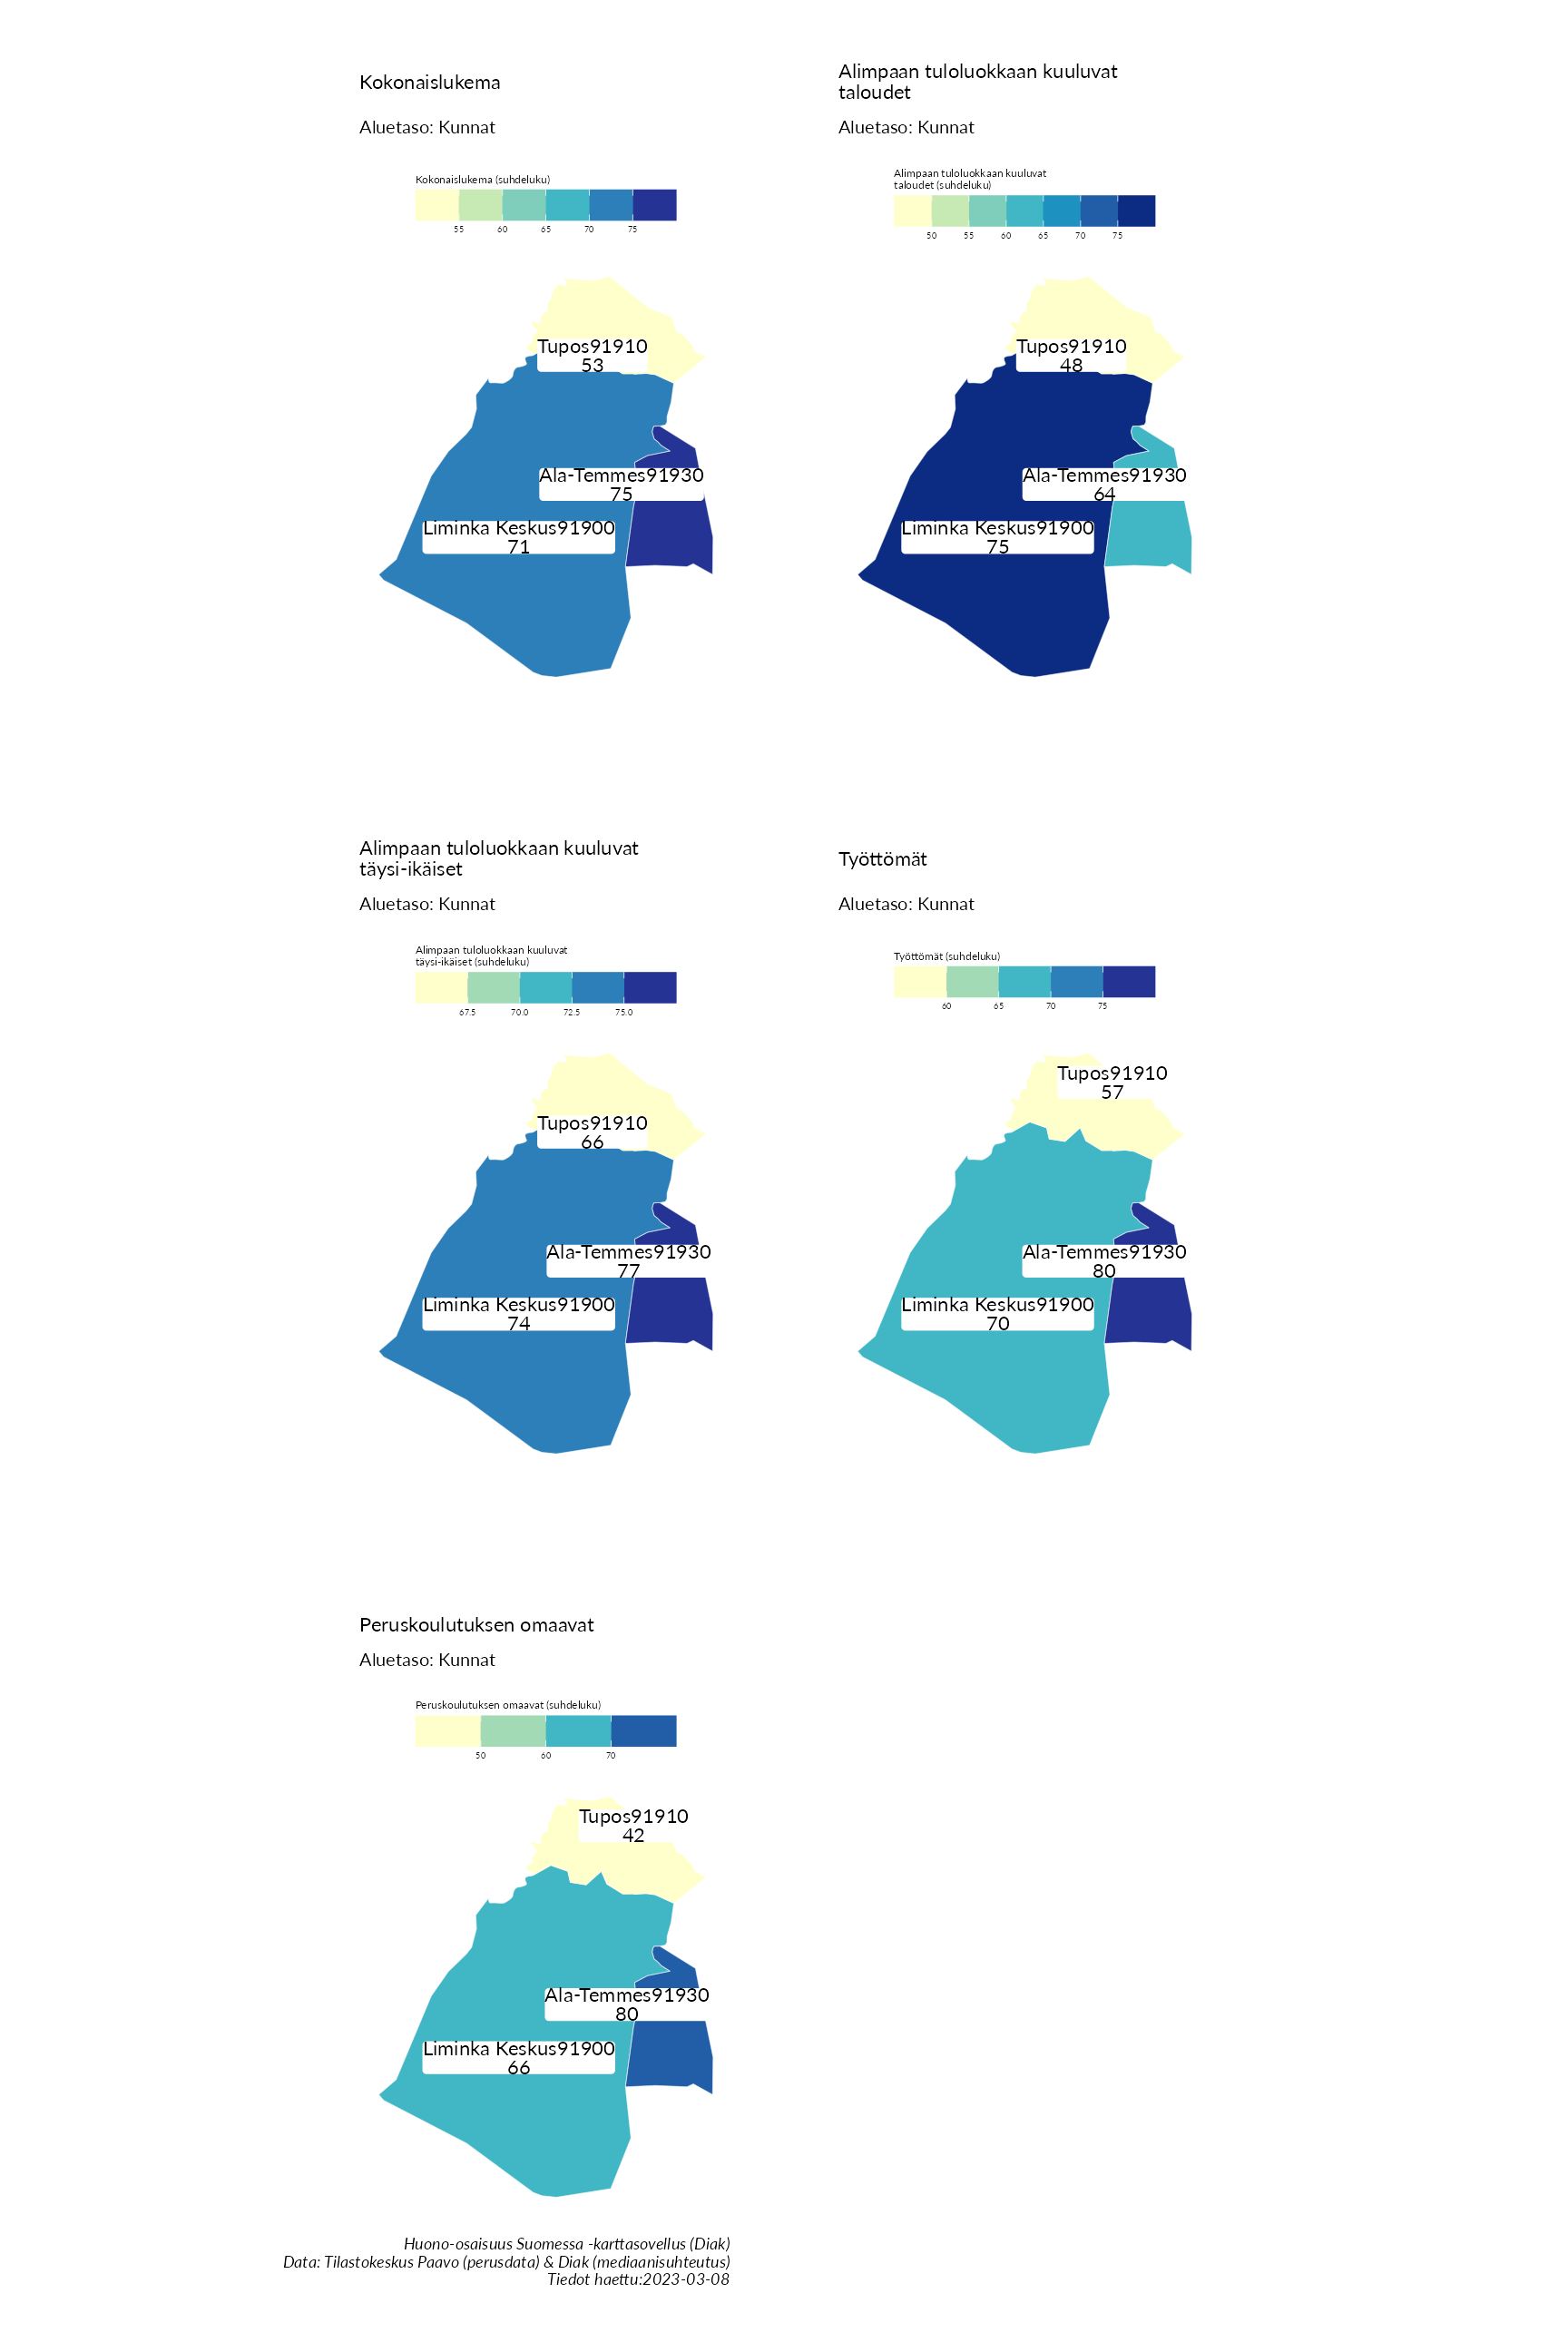 Kokonaislukema
Aluetaso: Kunnat
Kokonaislukema (suhdeluku)
55 60 65 70 75
Tupos91910
53
Ala-Temmes91930
75
Liminka Keskus91900
71
Alimpaan tuloluokkaan kuuluvat
taloudet
Aluetaso: Kunnat
Alimpaan tuloluokkaan kuuluvat
taloudet (suhdeluku)
50 55 60 65 70 75
Tupos91910
48
Ala-Temmes91930
64
Liminka Keskus91900
75
Alimpaan tuloluokkaan kuuluvat
täysi-ikäiset
Aluetaso: Kunnat
Alimpaan tuloluokkaan kuuluvat
täysi-ikäiset (suhdeluku)
67.5 70.0 72.5 75.0
Tupos91910
66
Ala-Temmes91930
77
Liminka Keskus91900
74
Työttömät
Aluetaso: Kunnat
Työttömät (suhdeluku)
60 65 70 75
Tupos91910
57
Ala-Temmes91930
80
Liminka Keskus91900
70
Peruskoulutuksen omaavat
Aluetaso: Kunnat
Peruskoulutuksen omaavat (suhdeluku)
50 60 70
Tupos91910
42
Ala-Temmes91930
80
Liminka Keskus91900
66
Huono-osaisuus Suomessa -karttasovellus (Diak)
Data: Tilastokeskus Paavo (perusdata) & Diak (mediaanisuhteutus)
Tiedot haettu:2023-03-08